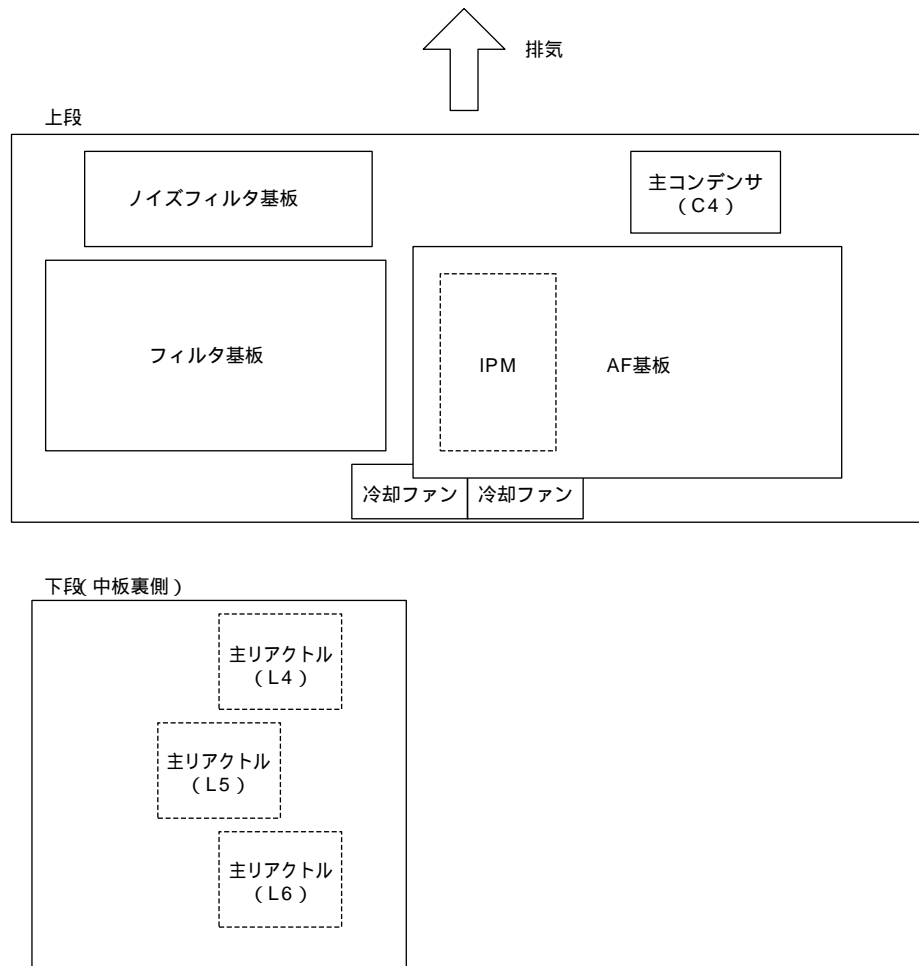 排気
上段
ノイズフィルタ基板
主コンデンサ
（C4）
フィルタ基板
IPM
AF基板
冷却ファン
冷却ファン
下段（中板裏側）
主リアクトル
（L4）
主リアクトル
（L5）
主リアクトル
（L6）